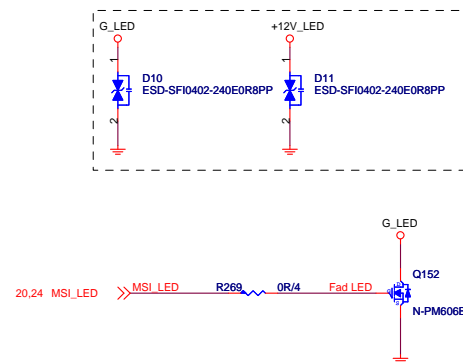 G_LED +12V_LED
1 1
D10 D11
ESD-SFI0402-240E0R8PP ESD-SFI0402-240E0R8PP
2 2
G_LED
Q152
20,24 MSI_LED MSI_LED R269 0R/4 Fad LED
N-PM606B